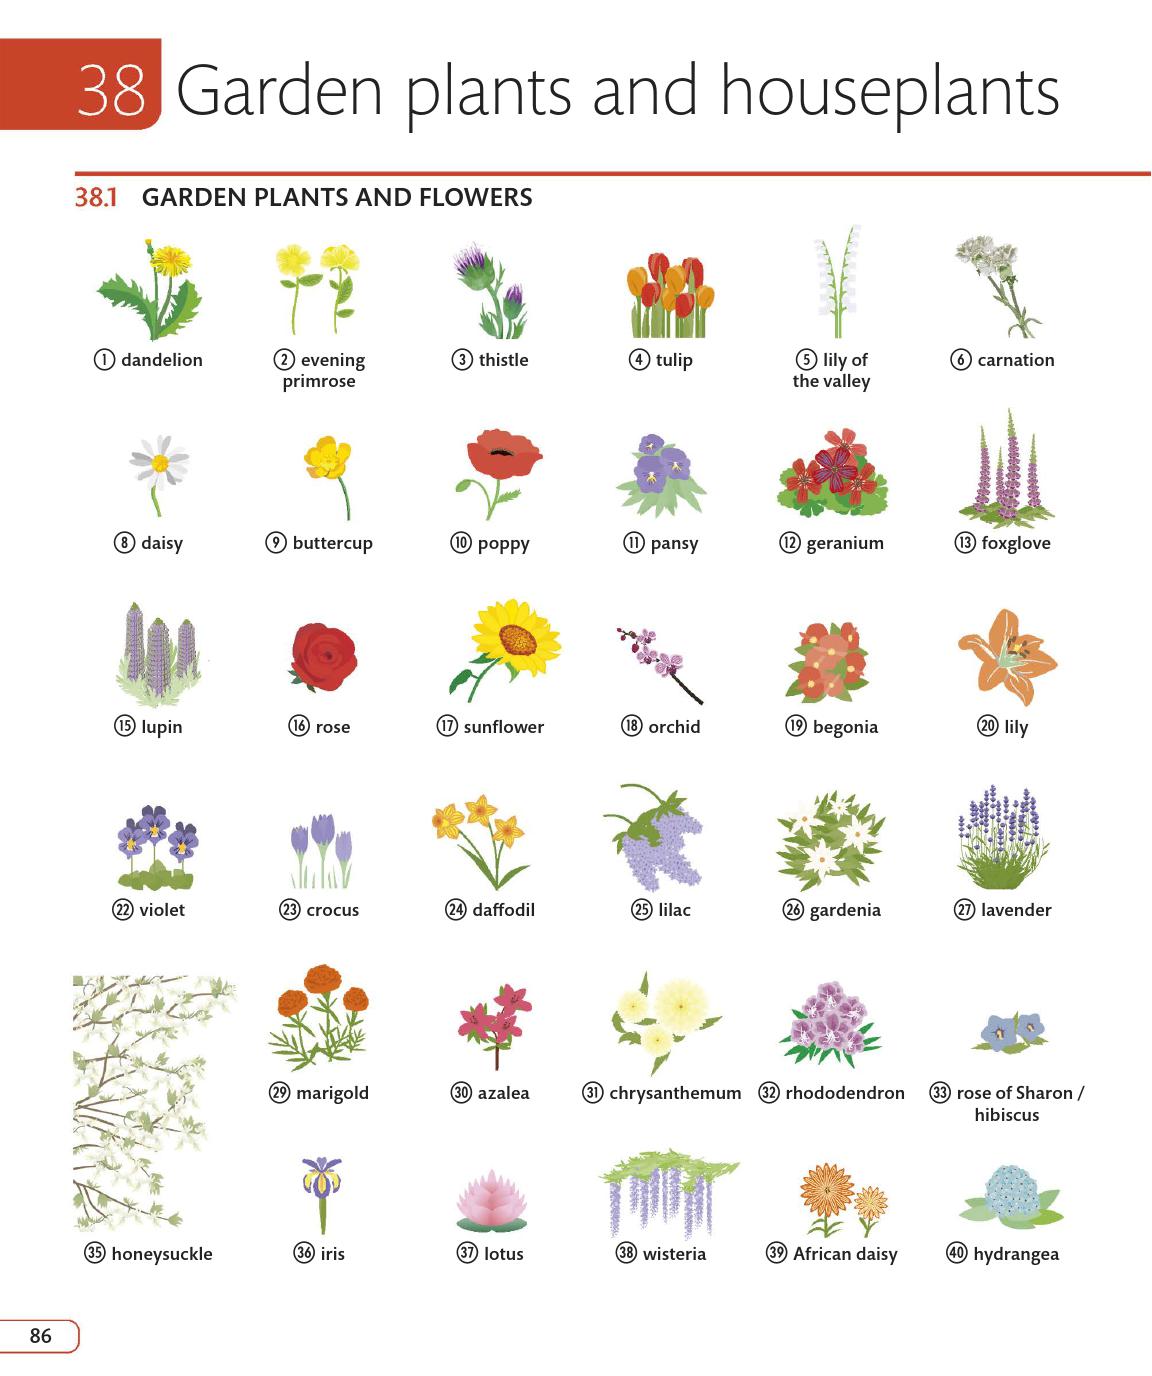 38 Garden plants and houseplants
38.1 GARDEN PLANTS AND FLOWERS
1 dandelion
2 evening
primrose
3 thistle
4 tulip
5 lily of
the valley
6 carnation
8 daisy
9 buttercup
10 poppy
11 pansy
12 geranium
13 foxglove
15 lupin
16 rose
17 sunflower
18 orchid
19 begonia
20 lily
22 violet
23 crocus
24 daffodil
25 lilac
26 gardenia
27 lavender
29 marigold
30 azalea
31 chrysanthemum
32 rhododendron
33 rose of Sharon /
hibiscus
35 honeysuckle
36 iris
37 lotus
38 wisteria
39 African daisy
40 hydrangea
86